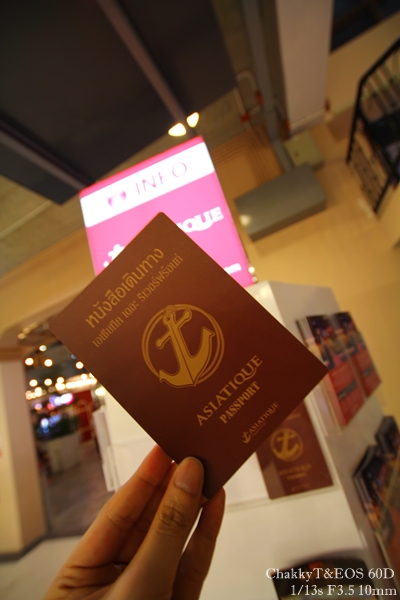 INFO
หนังสือเดินทาง
เอเชียทีค เดอะ ริเวอร์ฟร้อนท์
ASIATIQUE
PASSPORT
ASIATIQUE
ChakkyT&EOS 60D
1/13s F3.5 10mm